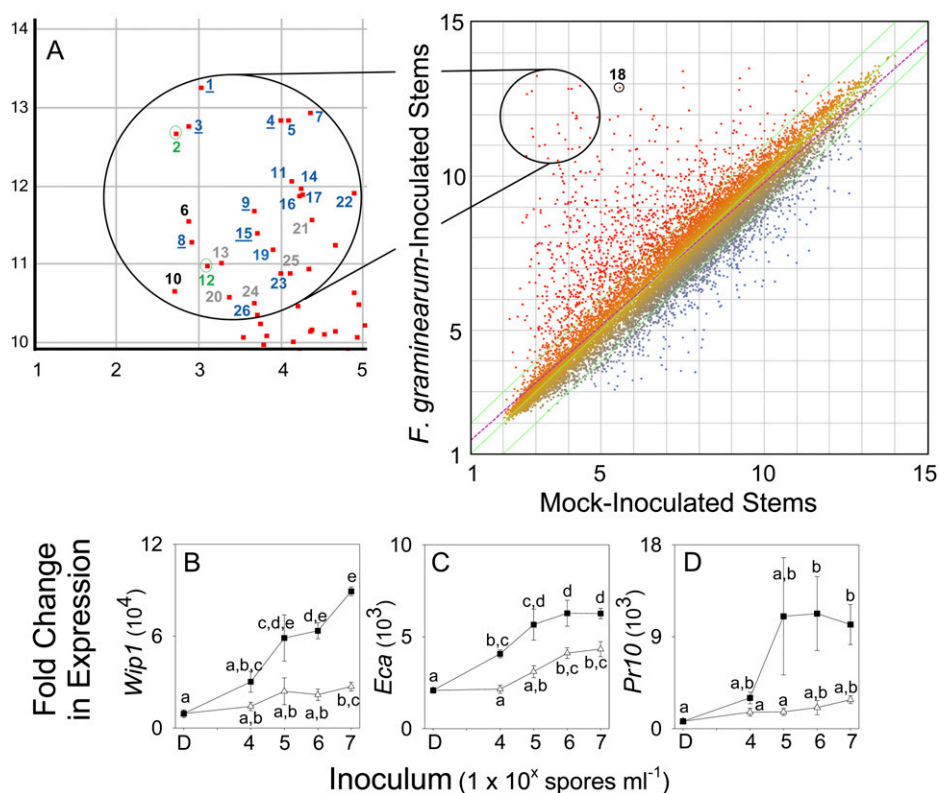 A
14
13
12
11
10
1 2 3 4 5
1
2 3
4 5 7
11 14
16 17
22
6
9
21
8
15
13
19
12
25
10
20
24
23
26
F. graminearum-Inoculated Stems
15
10
5
1
18
1 5 10 15
Mock-Inoculated Stems
Fold Change
in Expression
B
Wip1 (10⁴)
12
6
0
a
a,b,c
c,d,e
d,e
e
a,b
a,b
a,b
b,c
D 4 5 6 7
C
Eca (10³)
10
5
0
a
b,c
c,d
d
d
a
a,b
b,c
b,c
D 4 5 6 7
D
Pr10 (10³)
18
9
0
a
a,b
a,b
b
b
a
a
a,b
a,b
D 4 5 6 7
Inoculum (1 x 10ˣ spores ml⁻¹)